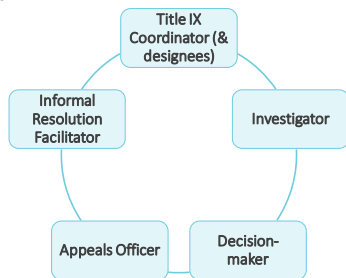 Title IX
Coordinator (&
designees)
Informal
Resolution
Facilitator
Investigator
Appeals Officer
Decision-
maker